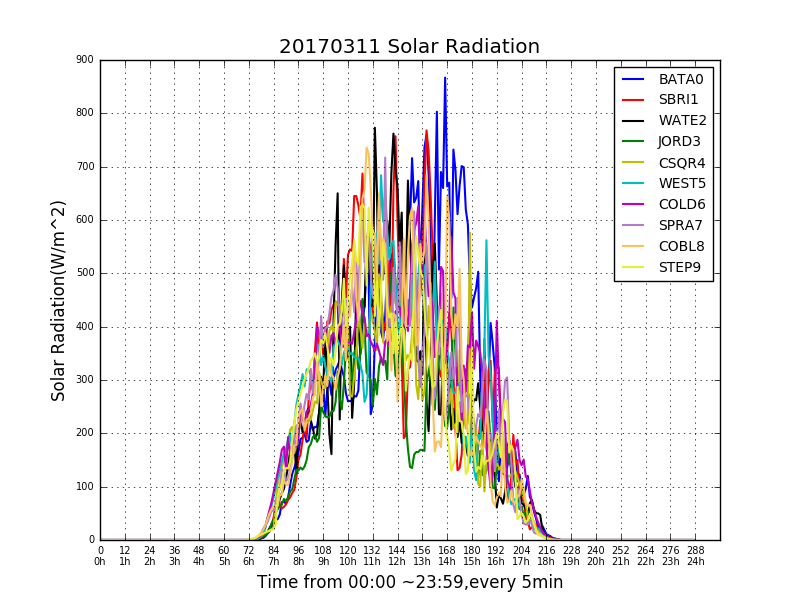 20170311 Solar Radiation
900
800
700
600
500
400
300
200
100
0
Solar Radiation(W/m^2)
BATA0
SBRI1
WATE2
JORD3
CSQR4
WEST5
COLD6
SPRA7
COBL8
STEP9
0 12 24 36 48 60 72 84 96 108 120 132 144 156 168 180 192 204 216 228 240 252 264 276 288
0h 1h 2h 3h 4h 5h 6h 7h 8h 9h 10h 11h 12h 13h 14h 15h 16h 17h 18h 19h 20h 21h 22h 23h 24h
Time from 00:00 ~23:59,every 5min